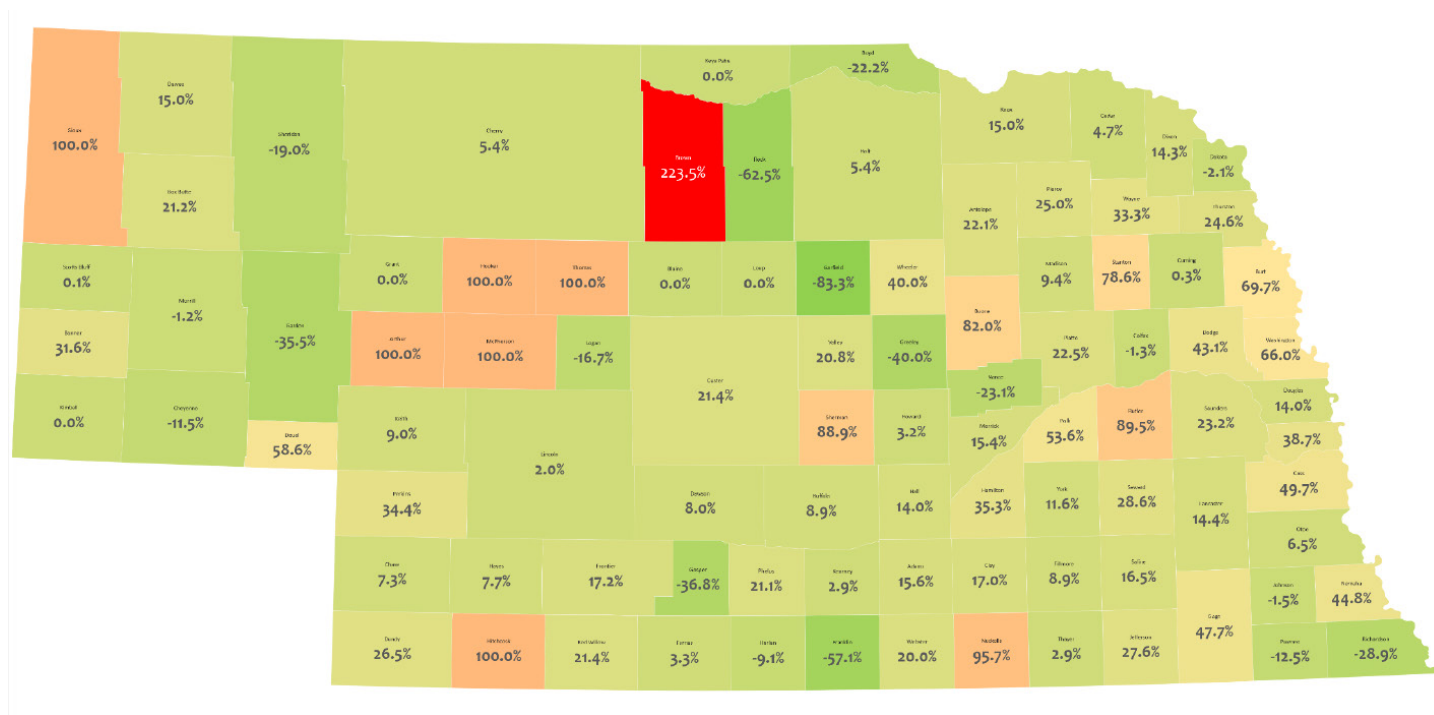 Sioux
100.0%
Dawes
15.0%
Box Butte
21.2%
Sheridan
-19.0%
Cherry
5.4%
Keya Paha
0.0%
Boyd
-22.2%
Brown
223.5%
Rock
-62.5%
Holt
5.4%
Knox
15.0%
Cedar
4.7%
Dixon
14.3%
Dakota
-2.1%
Antelope
22.1%
Pierce
25.0%
Wayne
33.3%
Thurston
24.6%
Scotts Bluff
0.1%
Morrill
-1.2%
Garden
-35.5%
Grant
0.0%
Hooker
100.0%
Thomas
100.0%
Blaine
0.0%
Loup
0.0%
Garfield
-83.3%
Wheeler
40.0%
Boone
82.0%
Madison
9.4%
Stanton
78.6%
Cuming
0.3%
Burt
69.7%
Banner
31.6%
Arthur
100.0%
McPherson
100.0%
Logan
-16.7%
Custer
21.4%
Valley
20.8%
Greeley
-40.0%
Nance
-23.1%
Platte
22.5%
Colfax
-1.3%
Dodge
43.1%
Washington
66.0%
Kimball
0.0%
Cheyenne
-11.5%
Deuel
58.6%
Keith
9.0%
Lincoln
2.0%
Sherman
88.9%
Howard
3.2%
Merrick
15.4%
Polk
53.6%
Butler
89.5%
Saunders
23.2%
Douglas
14.0%
38.7%
Perkins
34.4%
Dawson
8.0%
Buffalo
8.9%
Hall
14.0%
Hamilton
35.3%
York
11.6%
Seward
28.6%
Lancaster
14.4%
Cass
49.7%
Otoe
6.5%
Chase
7.3%
Hayes
7.7%
Frontier
17.2%
Gosper
-36.8%
Phelps
21.1%
Kearney
2.9%
Adams
15.6%
Clay
17.0%
Fillmore
8.9%
Saline
16.5%
Gage
47.7%
Johnson
-1.5%
Nemaha
44.8%
Dundy
26.5%
Hitchcock
100.0%
Red Willow
21.4%
Furnas
3.3%
Harlan
-9.1%
Franklin
-57.1%
Webster
20.0%
Nuckolls
95.7%
Thayer
2.9%
Jefferson
27.6%
Pawnee
-12.5%
Richardson
-28.9%